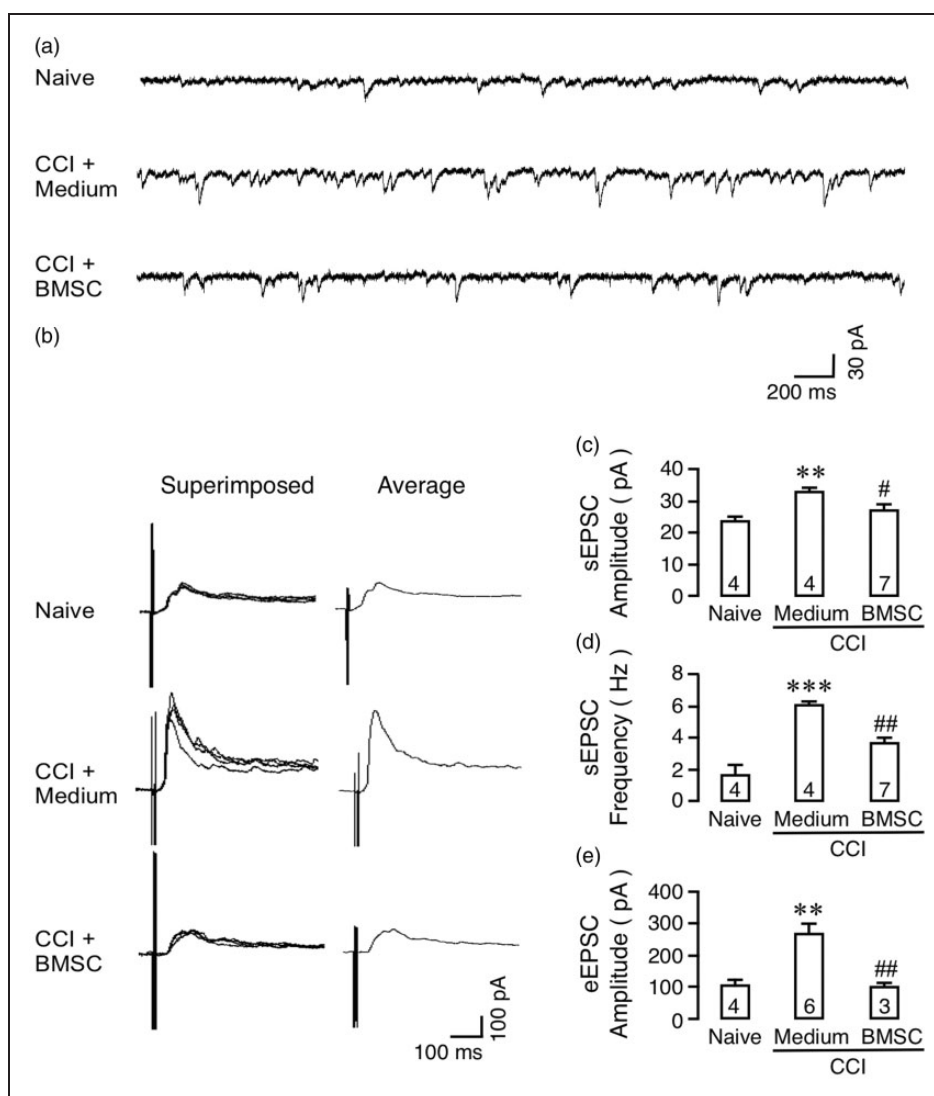 (a)
Naive
CCI +
Medium
CCI +
BMSC
(b)
30 pA
200 ms
Superimposed
Average
Naive
CCI +
Medium
CCI +
BMSC
100 pA
100 ms
(c)
sEPSC
Amplitude ( pA )
40
30
20
10
0
**
#
4
4
7
Naive
Medium
BMSC
CCI
(d)
sEPSC
Frequency ( Hz )
8
6
4
2
0
***
##
4
4
7
Naive
Medium
BMSC
CCI
(e)
eEPSC
Amplitude ( pA )
400
300
200
100
0
**
##
4
6
3
Naive
Medium
BMSC
CCI